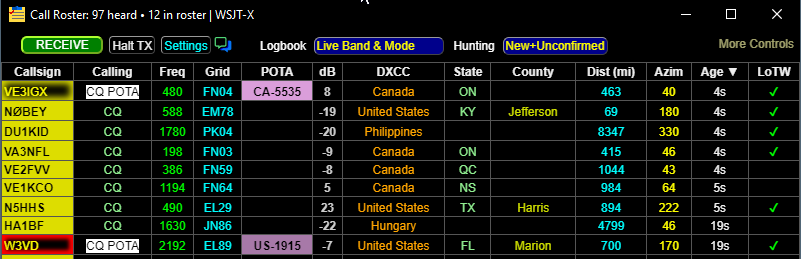 Call Roster: 97 heard • 12 in roster | WSJT-X
RECEIVE Halt TX Settings Logbook Live Band & Mode Hunting New+Unconfirmed More Controls
Callsign Calling Freq Grid POTA dB DXCC State County Dist (mi) Azim Age ▼ LoTW
VE3IGX CQ POTA 480 FN04 CA-5535 8 Canada ON 463 40 4s ✓
NØBEY CQ 588 EM78 -19 United States KY Jefferson 69 180 4s ✓
DU1KID CQ 1780 PK04 -20 Philippines 8347 330 4s ✓
VA3NFL CQ 198 FN03 -9 Canada ON 415 46 4s ✓
VE2FVV CQ 386 FN59 -8 Canada QC 1044 43 4s
VE1KCO CQ 1194 FN64 5 Canada NS 984 64 5s
N5HHS CQ 490 EL29 23 United States TX Harris 894 222 5s ✓
HA1BF CQ 1630 JN86 -22 Hungary 4799 46 19s
W3VD CQ POTA 2192 EL89 US-1915 -7 United States FL Marion 700 170 19s ✓